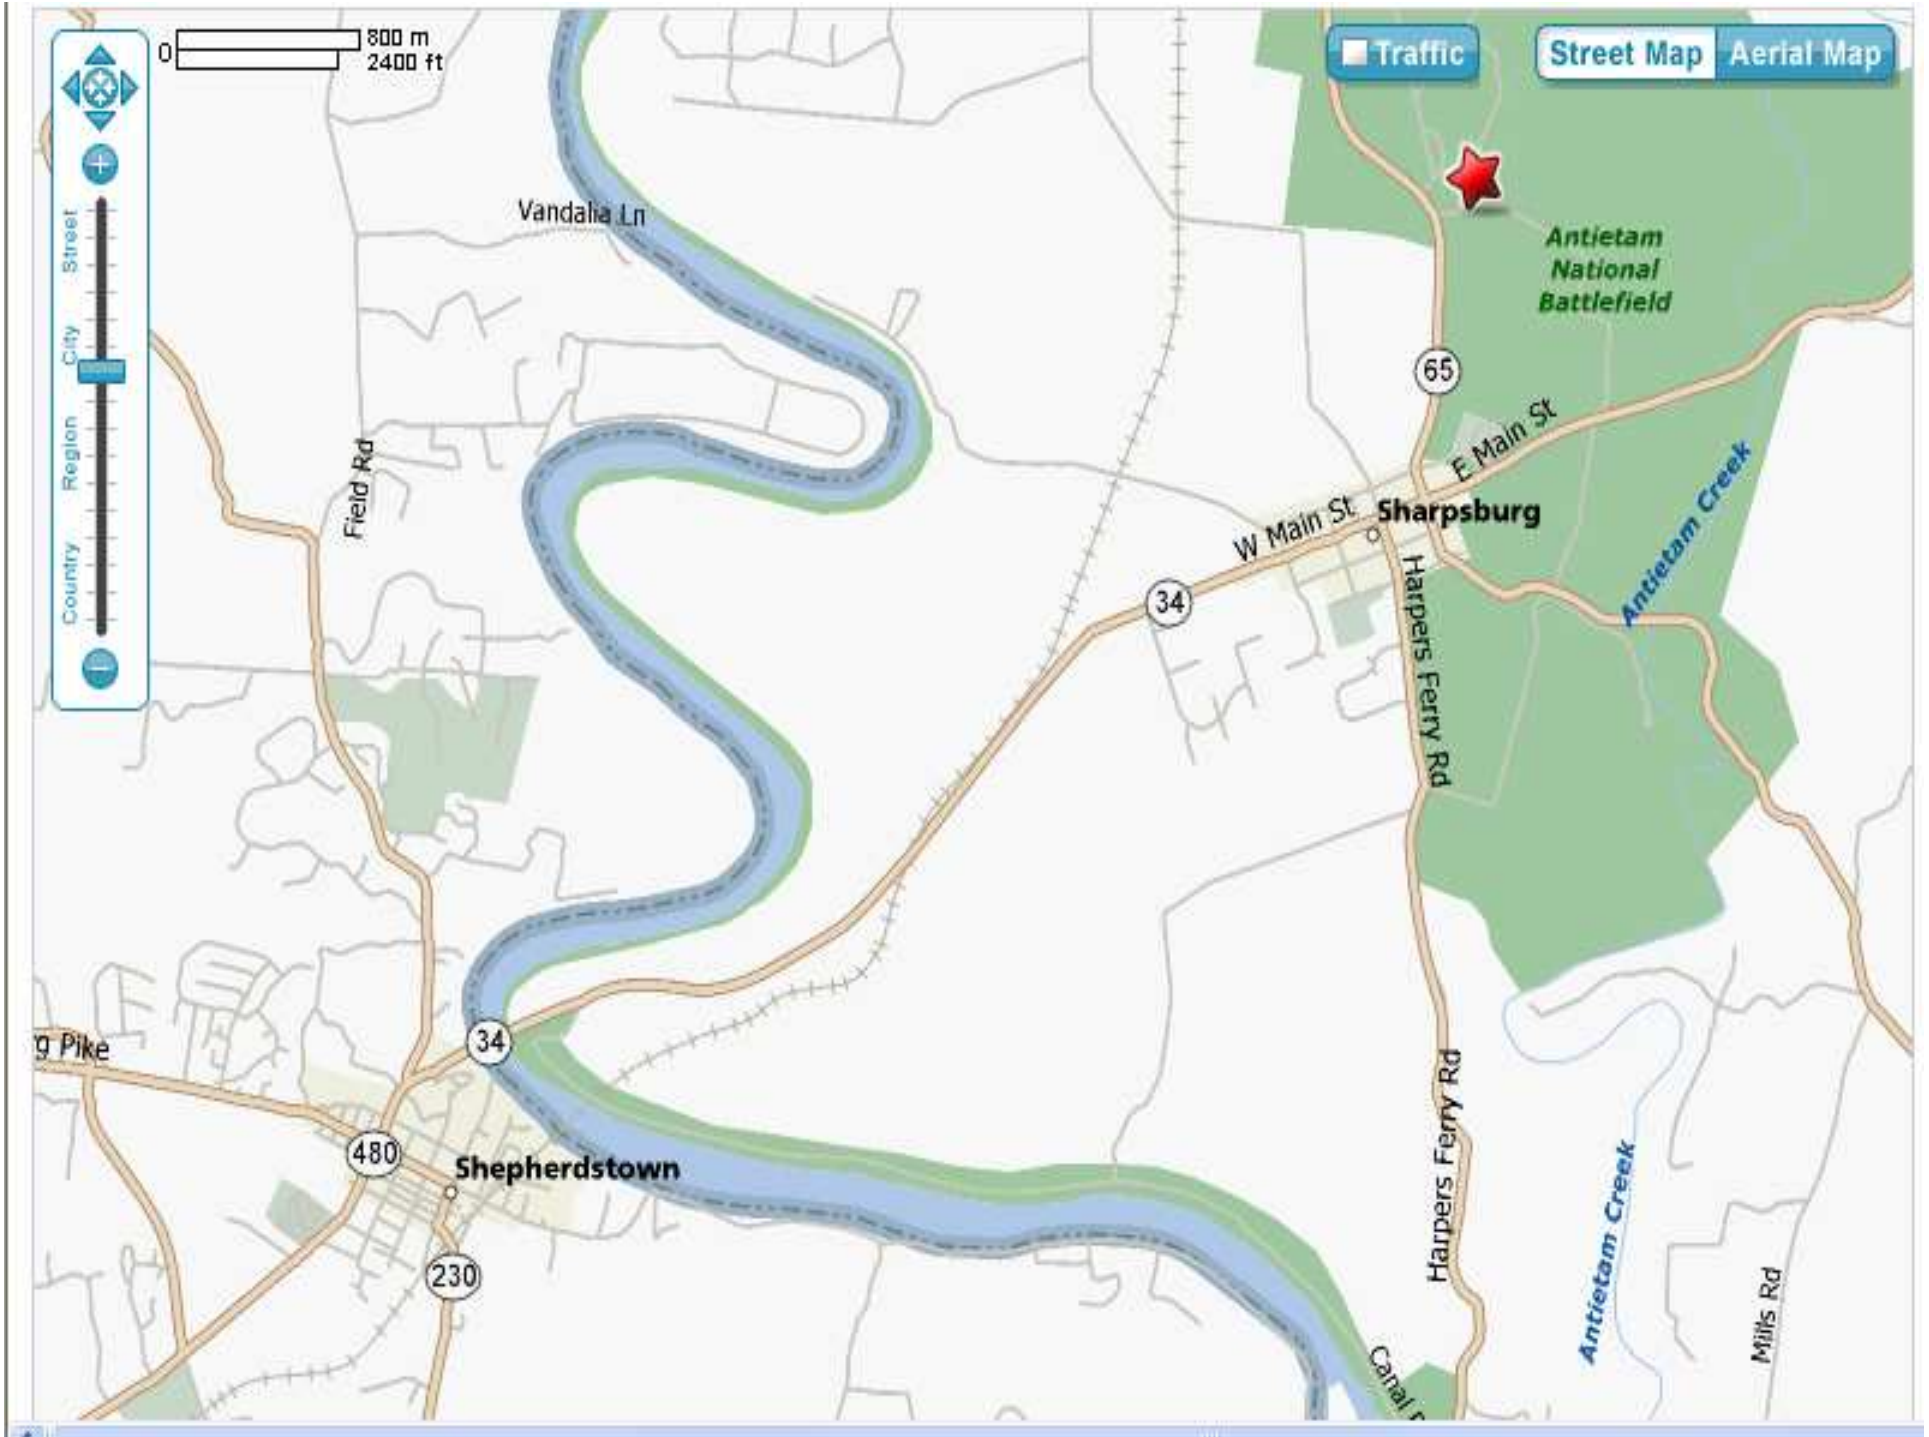 0
800 m
2400 ft
Traffic
Street Map
Aerial Map
Street
City
Region
Country
Vandalia Ln
Antietam
National
Battlefield
65
E Main St
Field Rd
Sharpsburg
W Main St
Antietam Creek
34
Harpers Ferry Rd
34
g Pike
480
Shepherdstown
Harpers Ferry Rd
230
Antietam Creek
Mills Rd
Canal